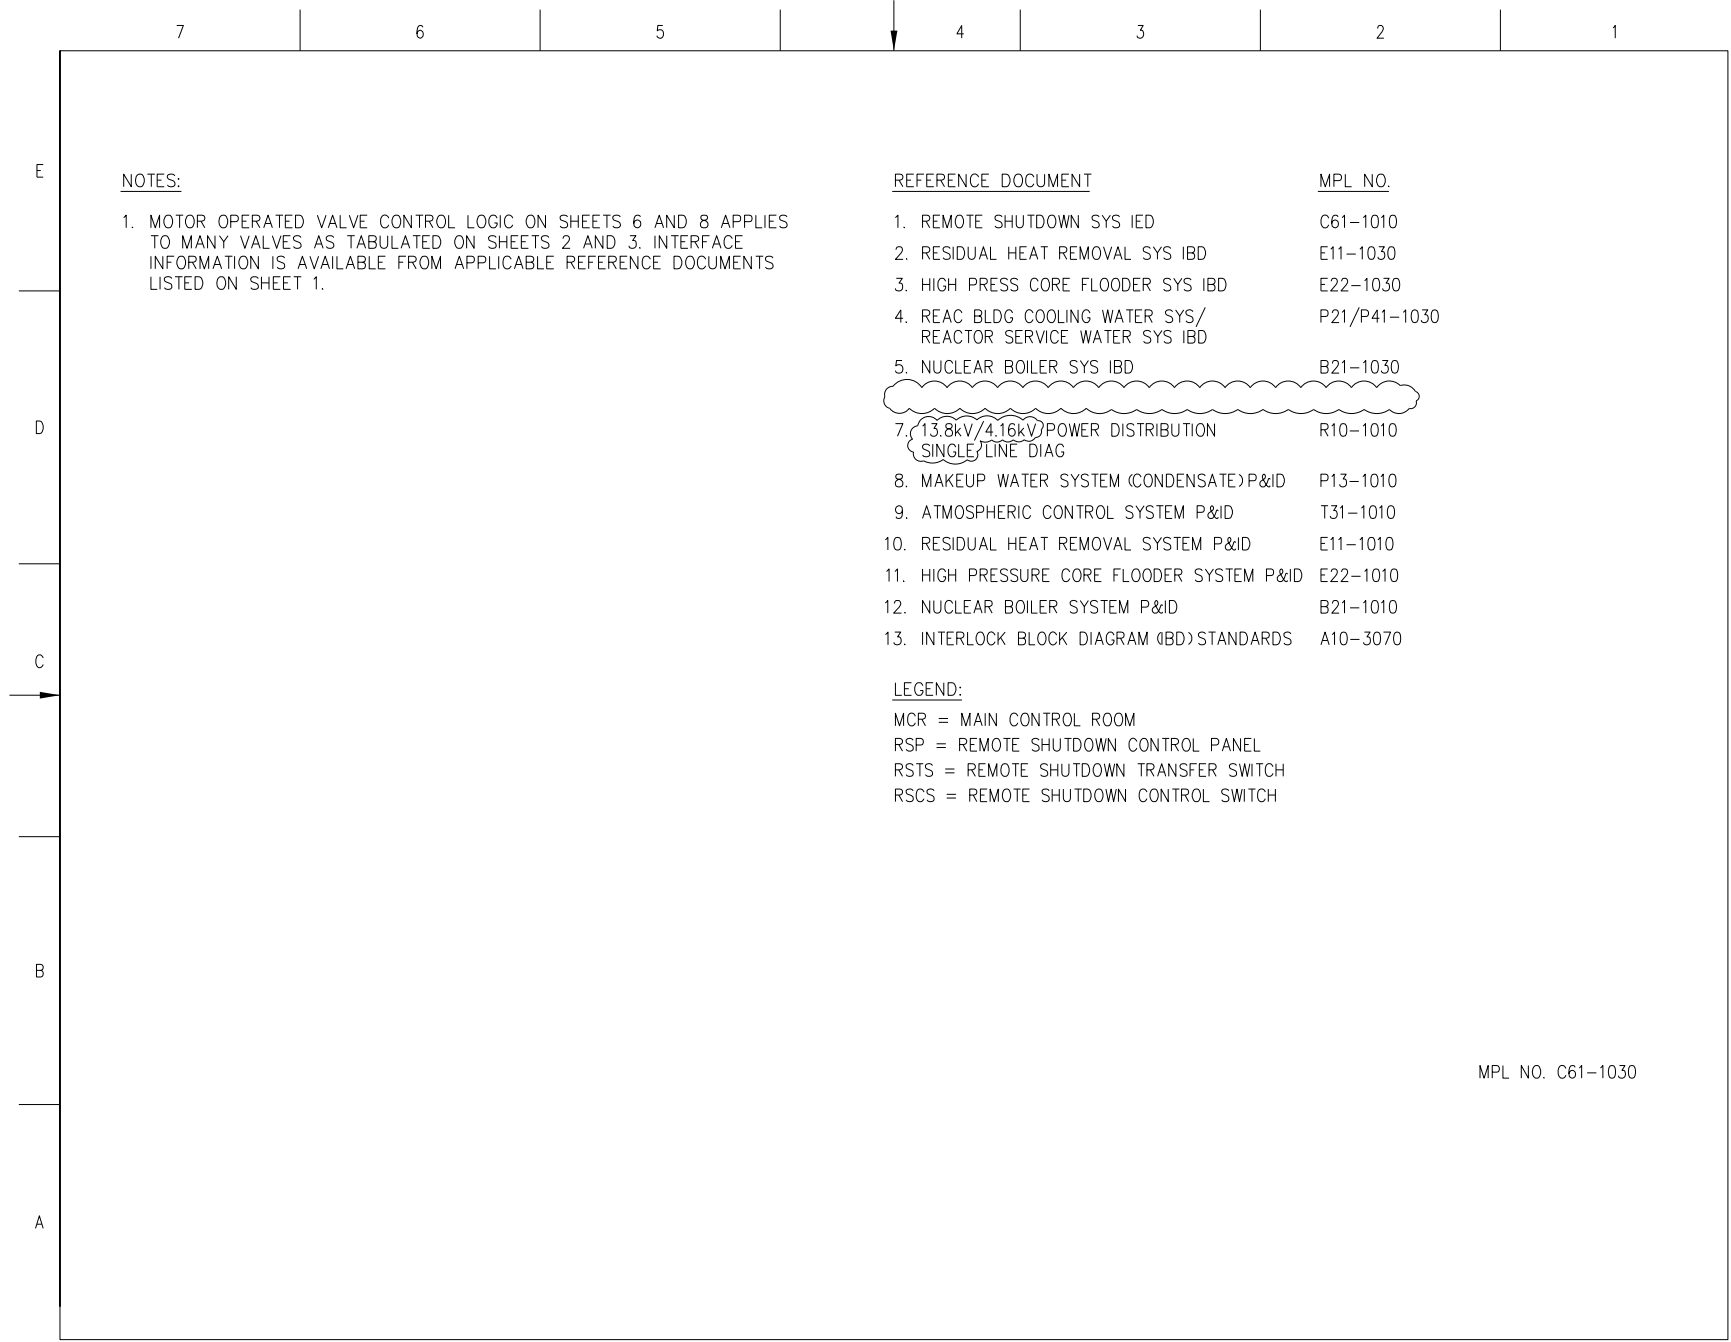 7 6 5 4 3 2 1
E
D
C
B
A
NOTES:
1. MOTOR OPERATED VALVE CONTROL LOGIC ON SHEETS 6 AND 8 APPLIES
TO MANY VALVES AS TABULATED ON SHEETS 2 AND 3. INTERFACE
INFORMATION IS AVAILABLE FROM APPLICABLE REFERENCE DOCUMENTS
LISTED ON SHEET 1.
REFERENCE DOCUMENT MPL NO.
1. REMOTE SHUTDOWN SYS IED C61-1010
2. RESIDUAL HEAT REMOVAL SYS IBD E11-1030
3. HIGH PRESS CORE FLOODER SYS IBD E22-1030
4. REAC BLDG COOLING WATER SYS/ P21/P41-1030
REACTOR SERVICE WATER SYS IBD
5. NUCLEAR BOILER SYS IBD B21-1030
7. 13.8kV/4.16kV POWER DISTRIBUTION R10-1010
SINGLE LINE DIAG
8. MAKEUP WATER SYSTEM (CONDENSATE) P&ID P13-1010
9. ATMOSPHERIC CONTROL SYSTEM P&ID T31-1010
10. RESIDUAL HEAT REMOVAL SYSTEM P&ID E11-1010
11. HIGH PRESSURE CORE FLOODER SYSTEM P&ID E22-1010
12. NUCLEAR BOILER SYSTEM P&ID B21-1010
13. INTERLOCK BLOCK DIAGRAM (IBD) STANDARDS A10-3070
LEGEND:
MCR = MAIN CONTROL ROOM
RSP = REMOTE SHUTDOWN CONTROL PANEL
RSTS = REMOTE SHUTDOWN TRANSFER SWITCH
RSCS = REMOTE SHUTDOWN CONTROL SWITCH
MPL NO. C61-1030